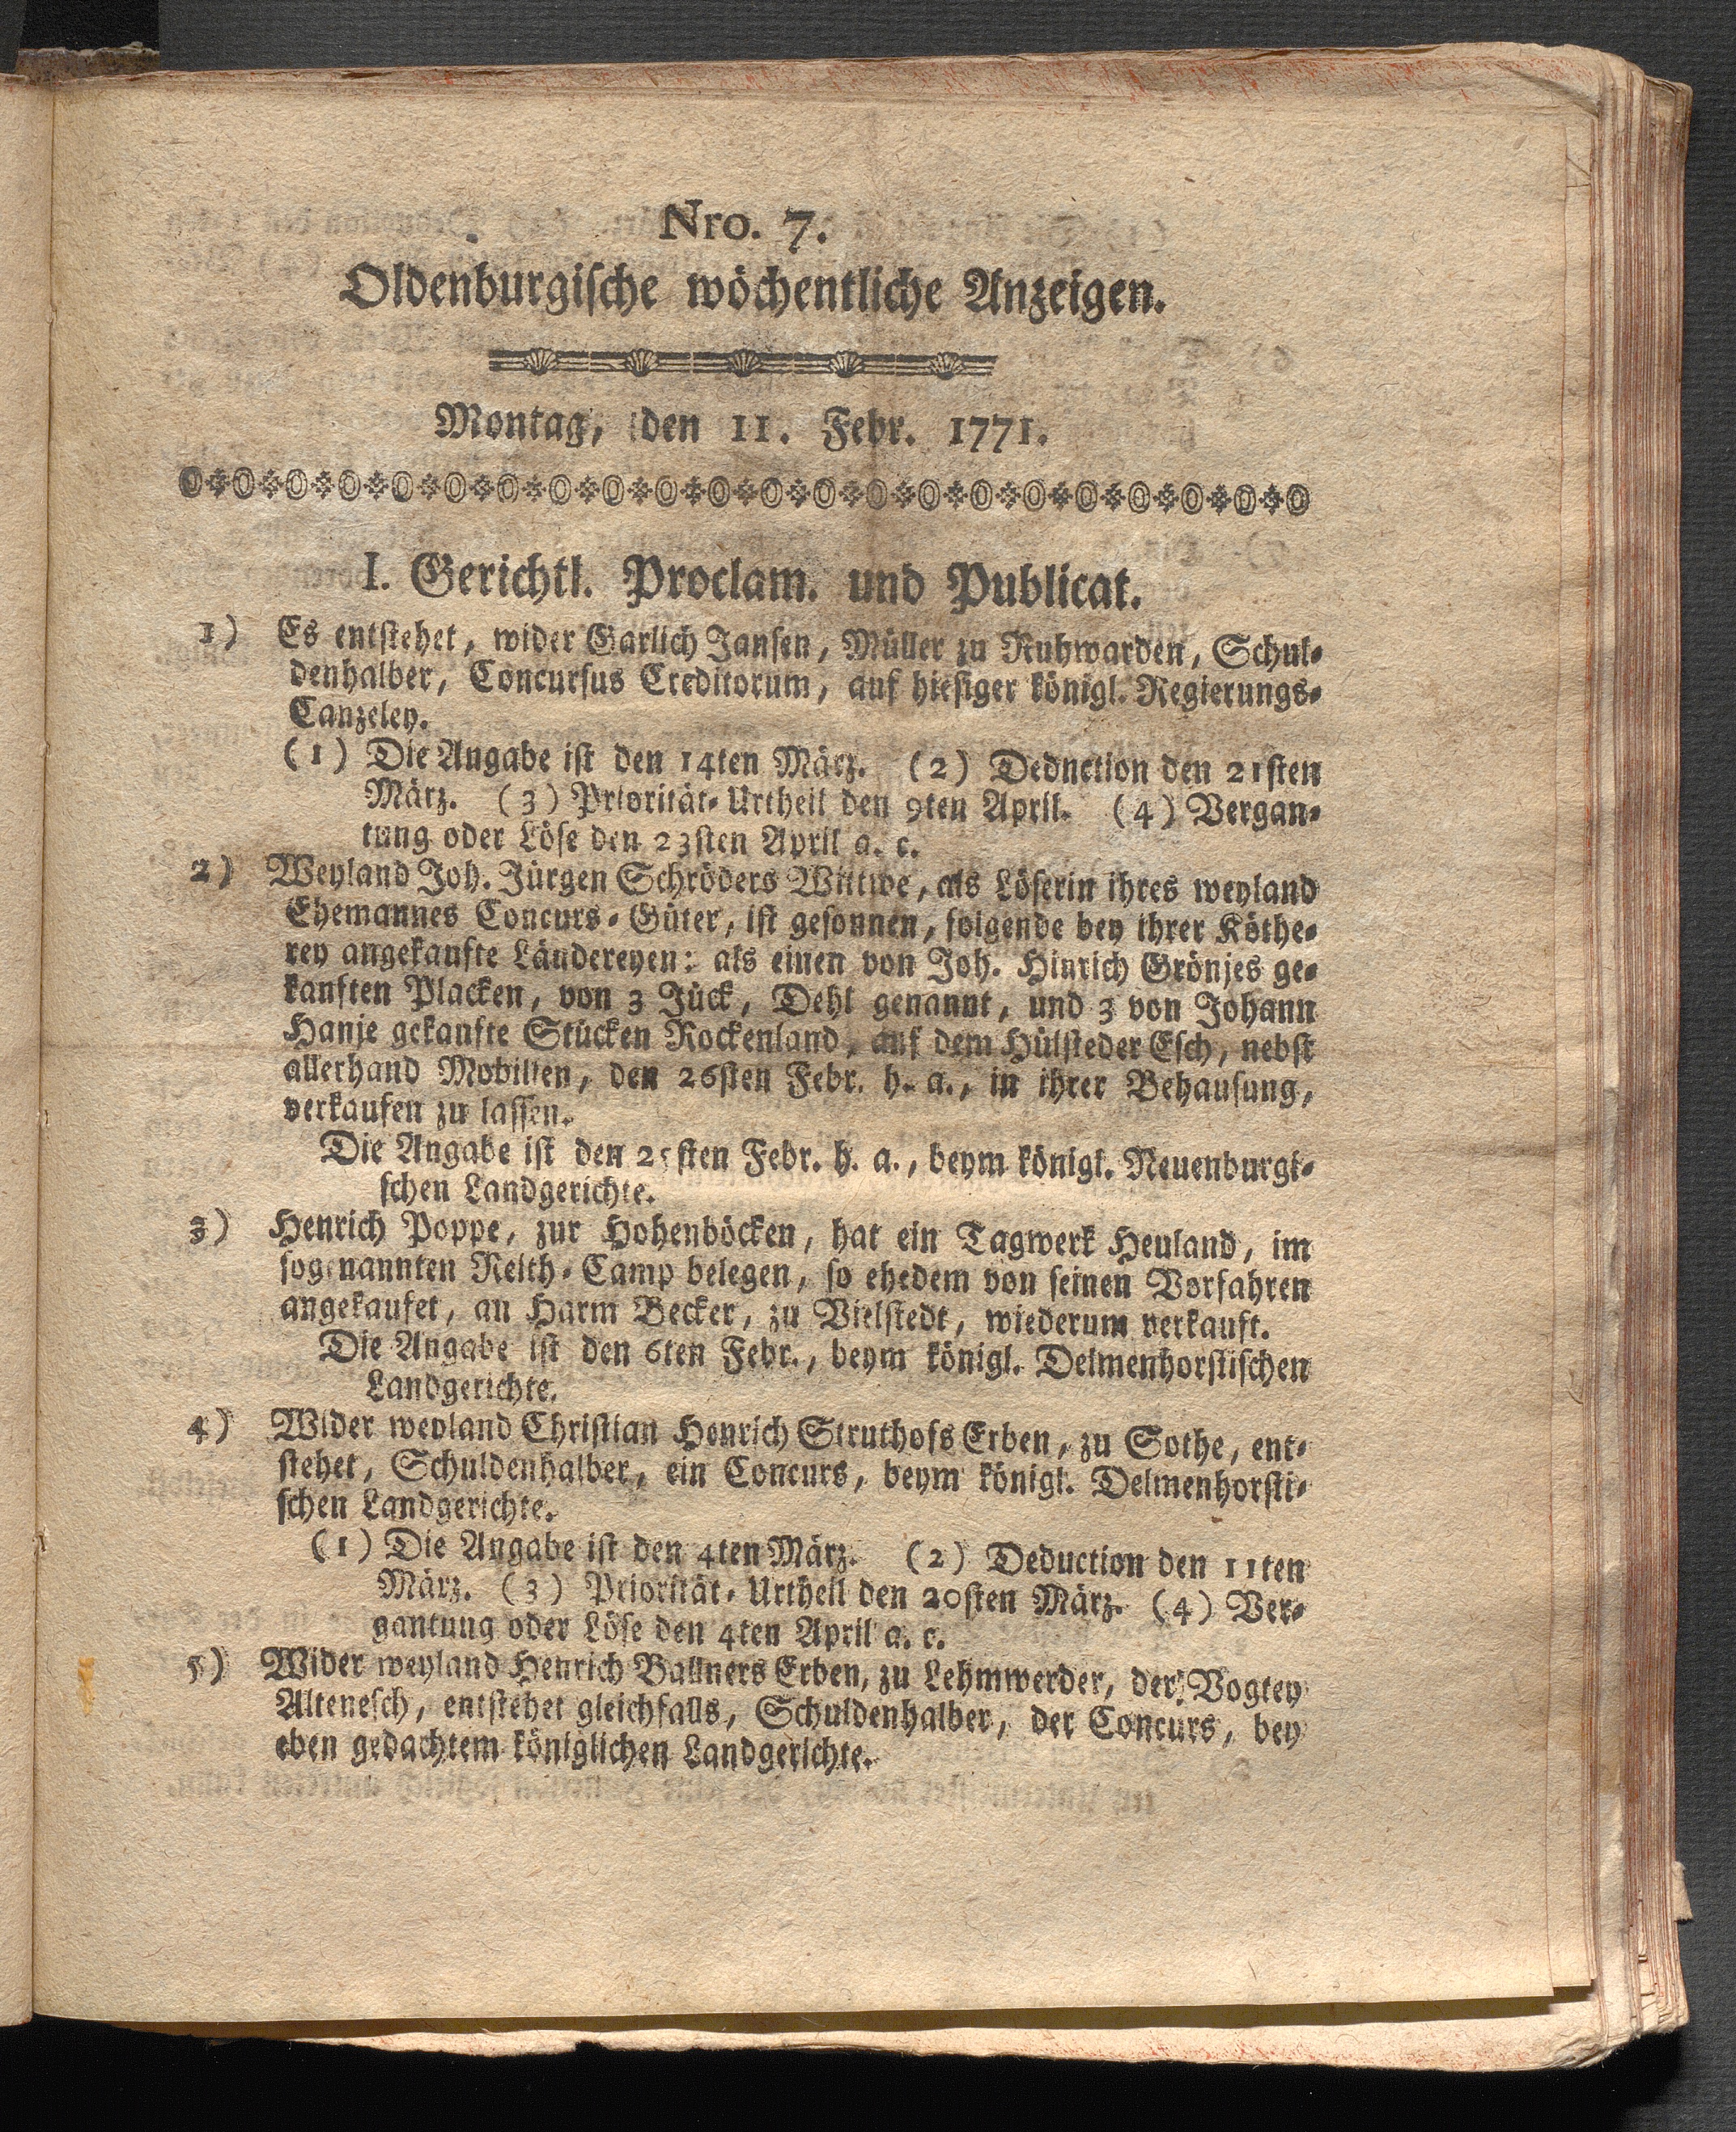 Nro. 7.
Oldenburgische wöchentliche Anzeigen.
Montag, den 11. Febr. 1771.
I. Gerichtl. Proclam. und Publicat.
1) Es entstehet, wider Garlich Jansen, Müller zu Ruhwarden, Schul-
denhalber, Concursus Creditorum, auf hiesiger königl. Regierungs-
Canzeley.
(1) Die Angabe ist den 14ten März. (2) Deduction den 21sten
März. (3) Priorität-Urtheil den 9ten April. (4) Vergan-
tung oder Löse den 23sten April a. c.
2) Weyland Joh. Jürgen Schröders Wittwe, als Löserin ihres weyland
Ehemannes Concurs-Güter, ist gesonnen, folgende bey ihrer Köthe-
rey angekaufte Ländereyen: als einen von Joh. Hinrich Grönjes ge-
kauften Placken, von 3 Jück, Dehl genannt, und 3 von Johann
Hanje gekaufte Stücken Rockenland, auf dem Hülsteder Esch, nebst
allerhand Mobilien, den 26sten Febr. h. a., in ihrer Behausung,
verkaufen zu lassen.
Die Angabe ist den 25sten Febr. h. a., beym königl. Neuenburgi-
schen Landgerichte.
3) Henrich Poppe, zur Hohenböcken, hat ein Tagwerk Heuland, im
sogenannten Reith-Camp belegen, so ehedem von seinen Vorfahren
angekaufet, an Harm Becker, zu Vielstedt, wiederum verkauft.
Die Angabe ist den 6ten Febr., beym königl. Delmenhorstischen
Landgerichte.
4) Wider weyland Christian Henrich Struthofs Erben, zu Sothe, ent-
stehet, Schuldenhalber, ein Concurs, beym königl. Delmenhorsti-
schen Landgerichte.
(1) Die Angabe ist den 4ten März. (2) Deduction den 11ten
März. (3) Priorität-Urtheil den 20sten März. (4) Ver-
gantung oder Löse den 4ten April a. c.
5) Wider weyland Henrich Ballners Erben, zu Lehmwerder, der Vogtey
Altenesch, entstehet gleichfalls, Schuldenhalber, der Concurs, bey
eben gedachtem königlichen Landgerichte.